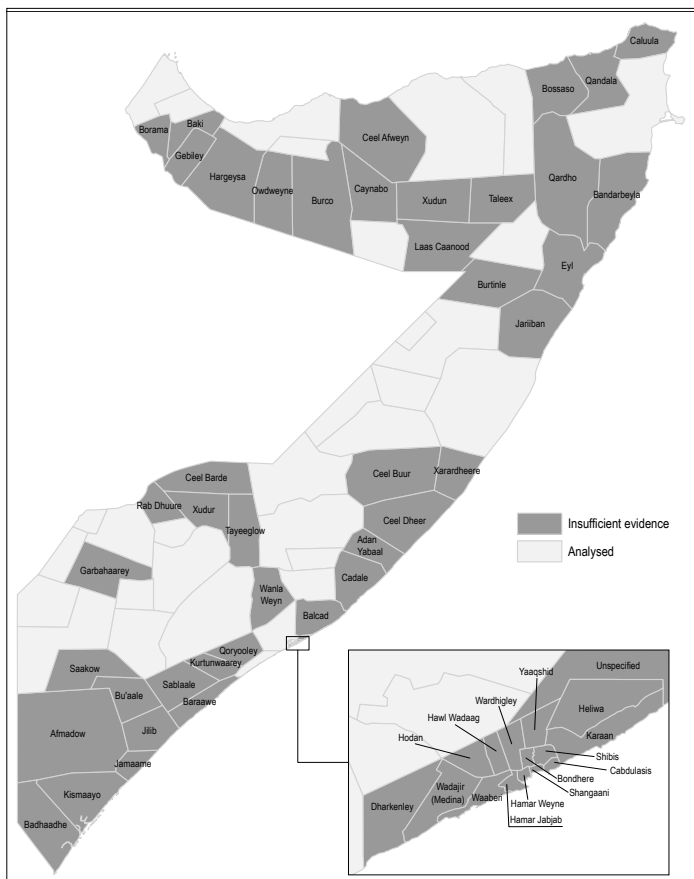 Caluula
Qandala
Bossaso
Baki
Borama
Ceel Afweyn
Gebiley
Hargeysa
Qardho
Caynabo
Owdweyne
Burco
Xudun
Taleex
Bandarbeyla
Laas Caanood
Eyl
Burtinle
Jariiban
Ceel Barde
Ceel Buur
Xarardheere
Rab Dhuure
Xudur
Tayeeglow
Ceel Dheer
Adan
Yabaal
Garbahaarey
Cadale
Wanla
Weyn
Balcad
Qoryooley
Kurtunwaarey
Saakow
Sablaale
Bu'aale
Baraawe
Afmadow
Jilib
Jamaame
Kismaayo
Badhaadhe
Insufficient evidence
Analysed
Unspecified
Yaaqshid
Wardhigley
Heliwa
Hawl Wadaag
Karaan
Hodan
Shibis
Cabdulasis
Bondhere
Wadajir
(Medina)
Shangaani
Waaberi
Dharkenley
Hamar Weyne
Hamar Jabjab